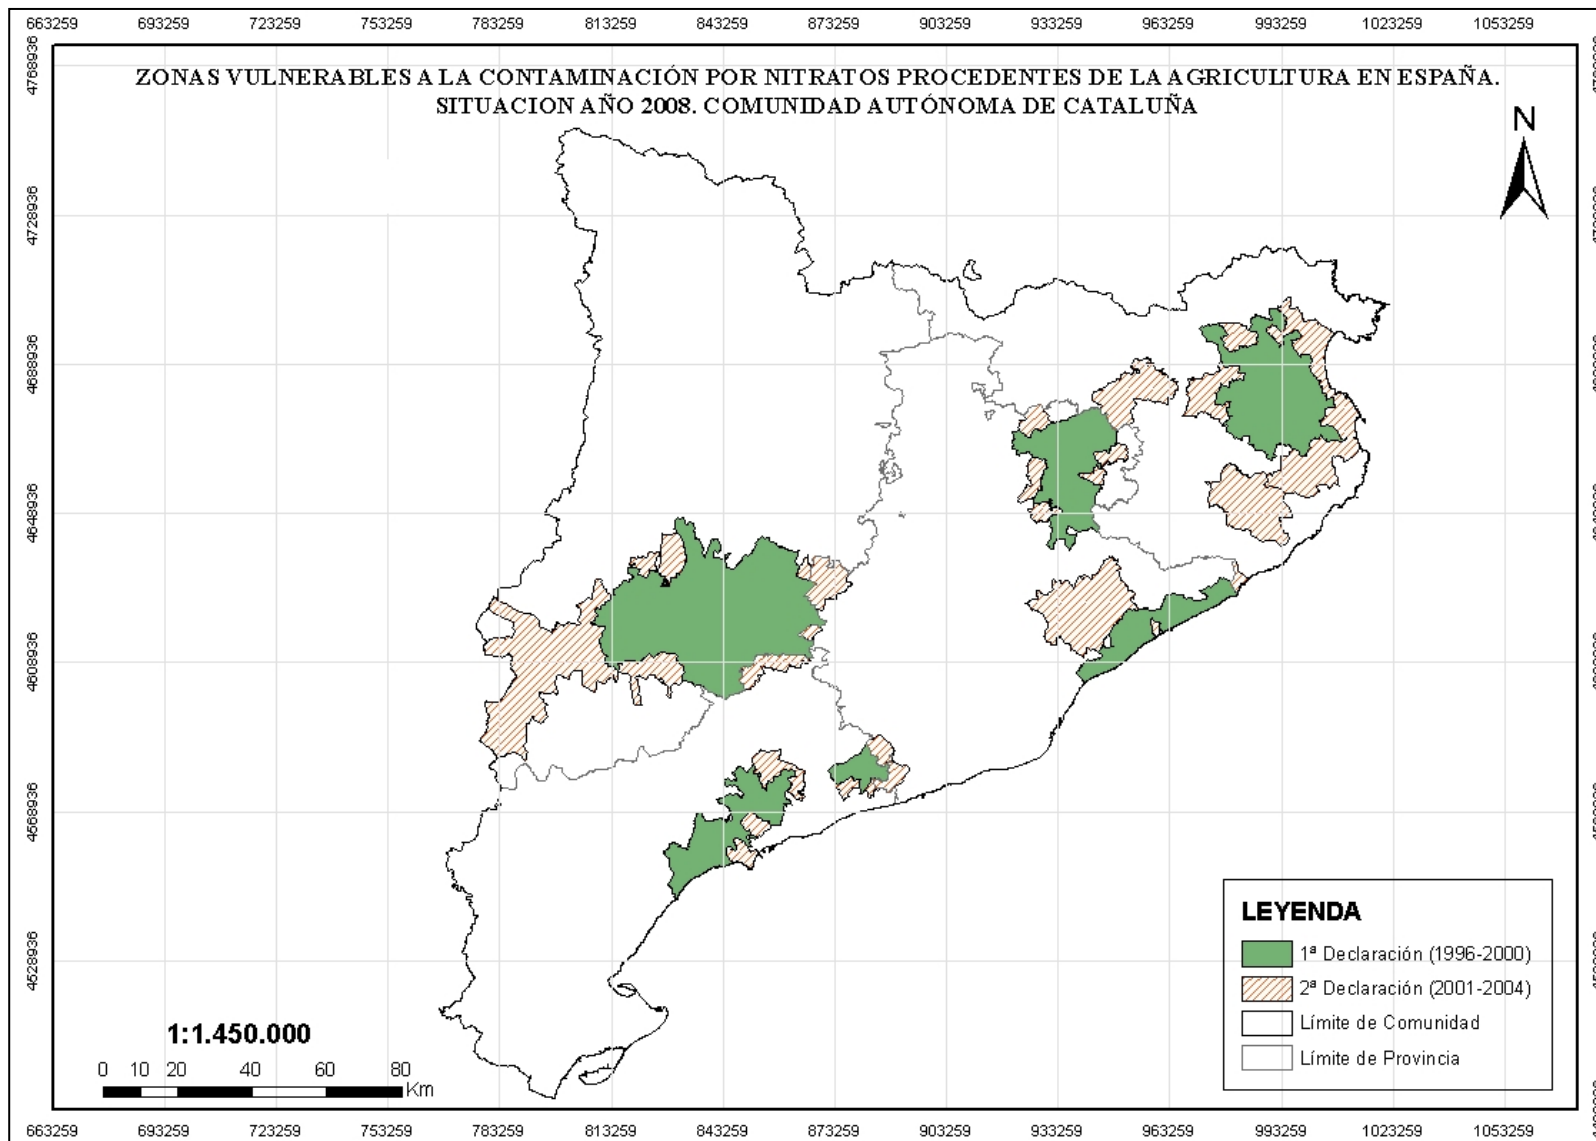 663259 693259 723259 753259 783259 813259 843259 873259 903259 933259 963259 993259 1023259 1053259
ZONAS VULNERABLES A LA CONTAMINACIÓN POR NITRATOS PROCEDENTES DE LA AGRICULTURA EN ESPAÑA.
SITUACION AÑO 2008. COMUNIDAD AUTÓNOMA DE CATALUÑA
N
4768936
4728936
4688936
4648936
4608936
4568936
4528936
LEYENDA
1ª Declaración (1996-2000)
2ª Declaración (2001-2004)
Límite de Comunidad
Límite de Provincia
1:1.450.000
0 10 20 40 60 80
Km
663259 693259 723259 753259 783259 813259 843259 873259 903259 933259 963259 993259 1023259 1053259